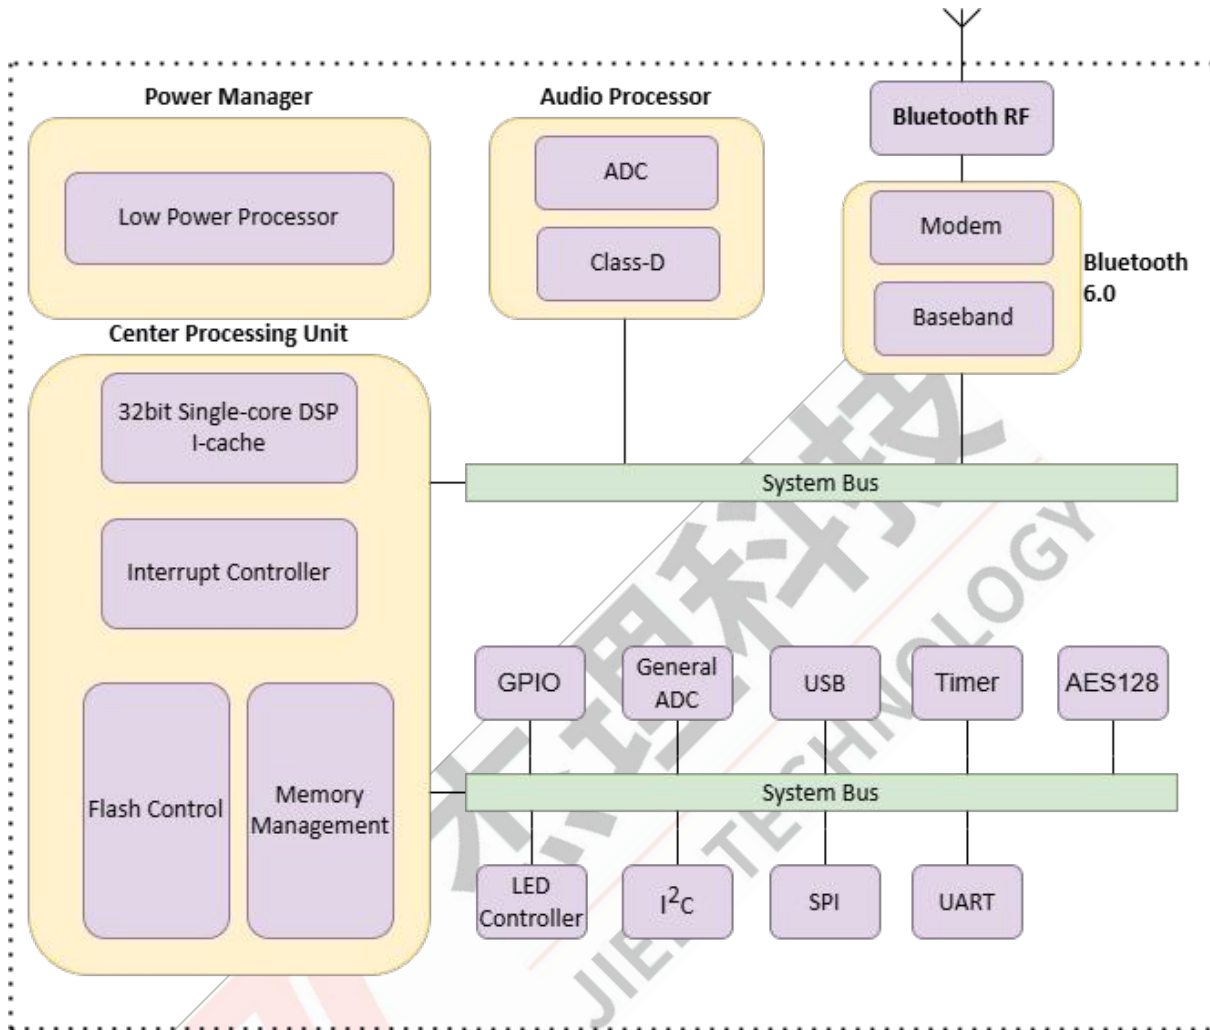 Power Manager
Low Power Processor
Audio Processor
ADC
Class-D
Bluetooth RF
Modem
Baseband
Bluetooth
6.0
Center Processing Unit
32bit Single-core DSP
I-cache
Interrupt Controller
Flash Control
Memory
Management
System Bus
GPIO
General
ADC
USB
Timer
AES128
System Bus
LED
Controller
I²C
SPI
UART
杰理科技
TECHNOLOGY